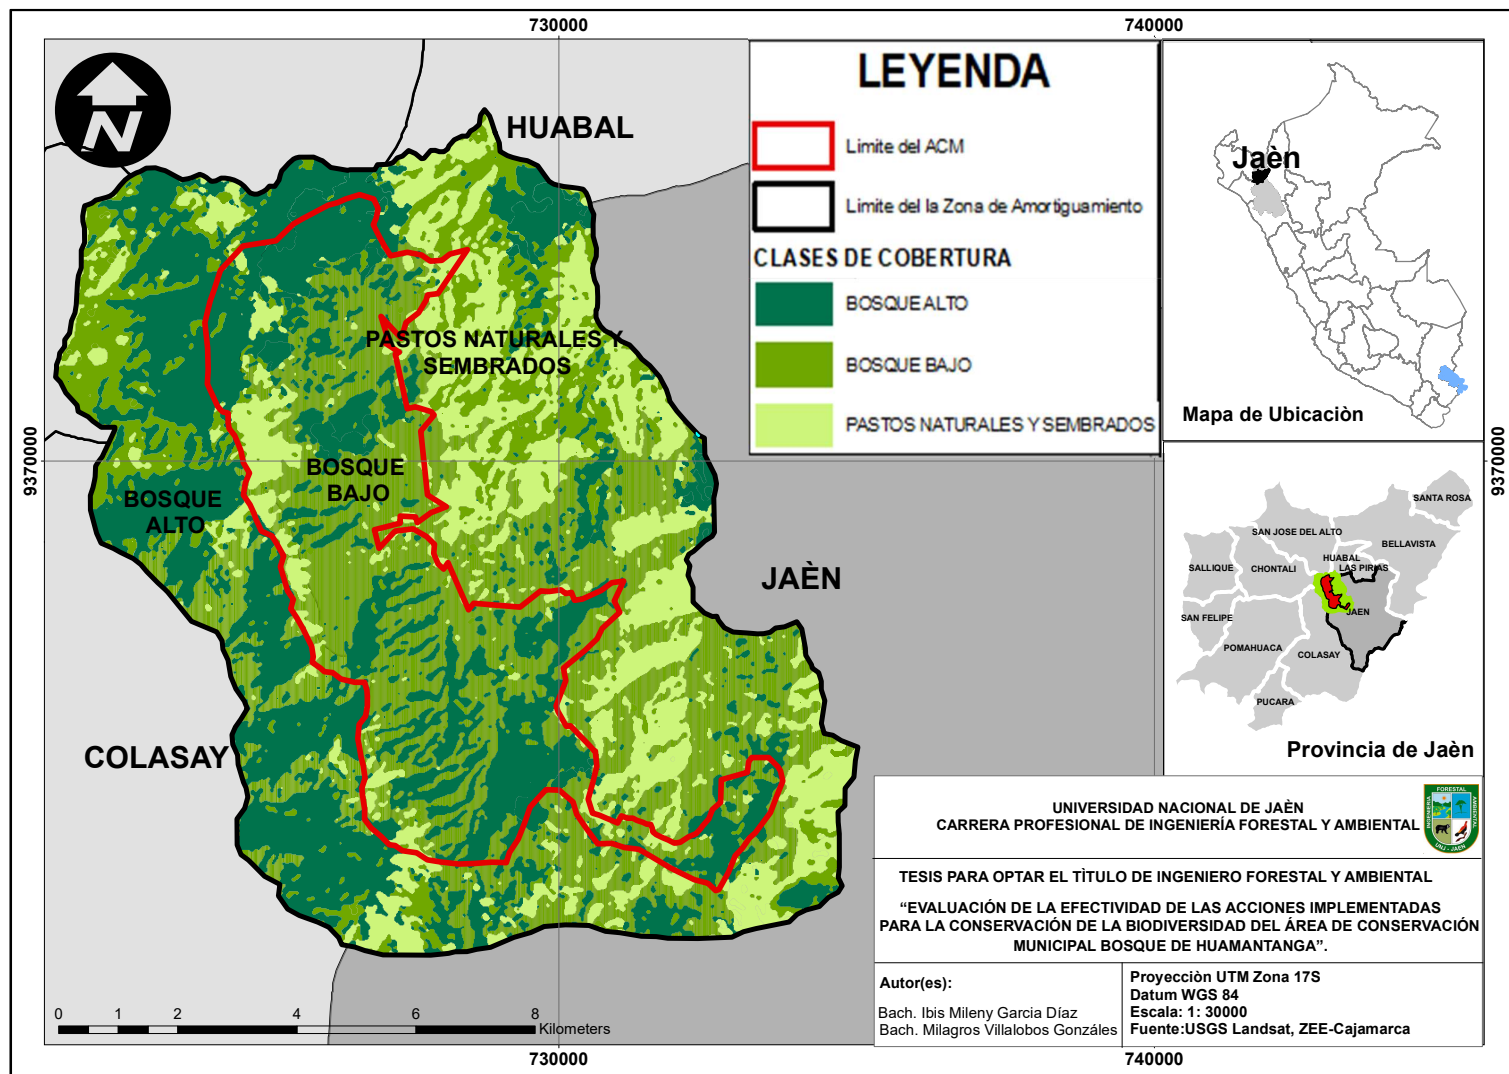 730000
740000
N
HUABAL
LEYENDA
Limite del ACM
Limite del la Zona de Amortiguamiento
CLASES DE COBERTURA
BOSQUE ALTO
BOSQUE BAJO
PASTOS NATURALES Y SEMBRADOS
Jaèn
Mapa de Ubicaciòn
PASTOS NATURALES Y
SEMBRADOS
9370000
9370000
BOSQUE
BAJO
BOSQUE
ALTO
JAÈN
COLASAY
SANTA ROSA
SAN JOSE DEL ALTO
BELLAVISTA
HUABAL
LAS PIRIAS
SALLIQUE
CHONTALI
JAEN
SAN FELIPE
POMAHUACA
COLASAY
PUCARA
Provincia de Jaèn
UNIVERSIDAD NACIONAL DE JAÈN
CARRERA PROFESIONAL DE INGENIERÍA FORESTAL Y AMBIENTAL
INGENIERIA
FORESTAL
AMBIENTAL
UNJ - JAEN
TESIS PARA OPTAR EL TÌTULO DE INGENIERO FORESTAL Y AMBIENTAL
“EVALUACIÓN DE LA EFECTIVIDAD DE LAS ACCIONES IMPLEMENTADAS
PARA LA CONSERVACIÓN DE LA BIODIVERSIDAD DEL ÁREA DE CONSERVACIÓN
MUNICIPAL BOSQUE DE HUAMANTANGA”.
Autor(es):
Bach. Ibis Mileny Garcia Díaz
Bach. Milagros Villalobos Gonzáles
Proyecciòn UTM Zona 17S
Datum WGS 84
Escala: 1: 30000
Fuente:USGS Landsat, ZEE-Cajamarca
0 1 2 4 6 8
Kilometers
730000
740000